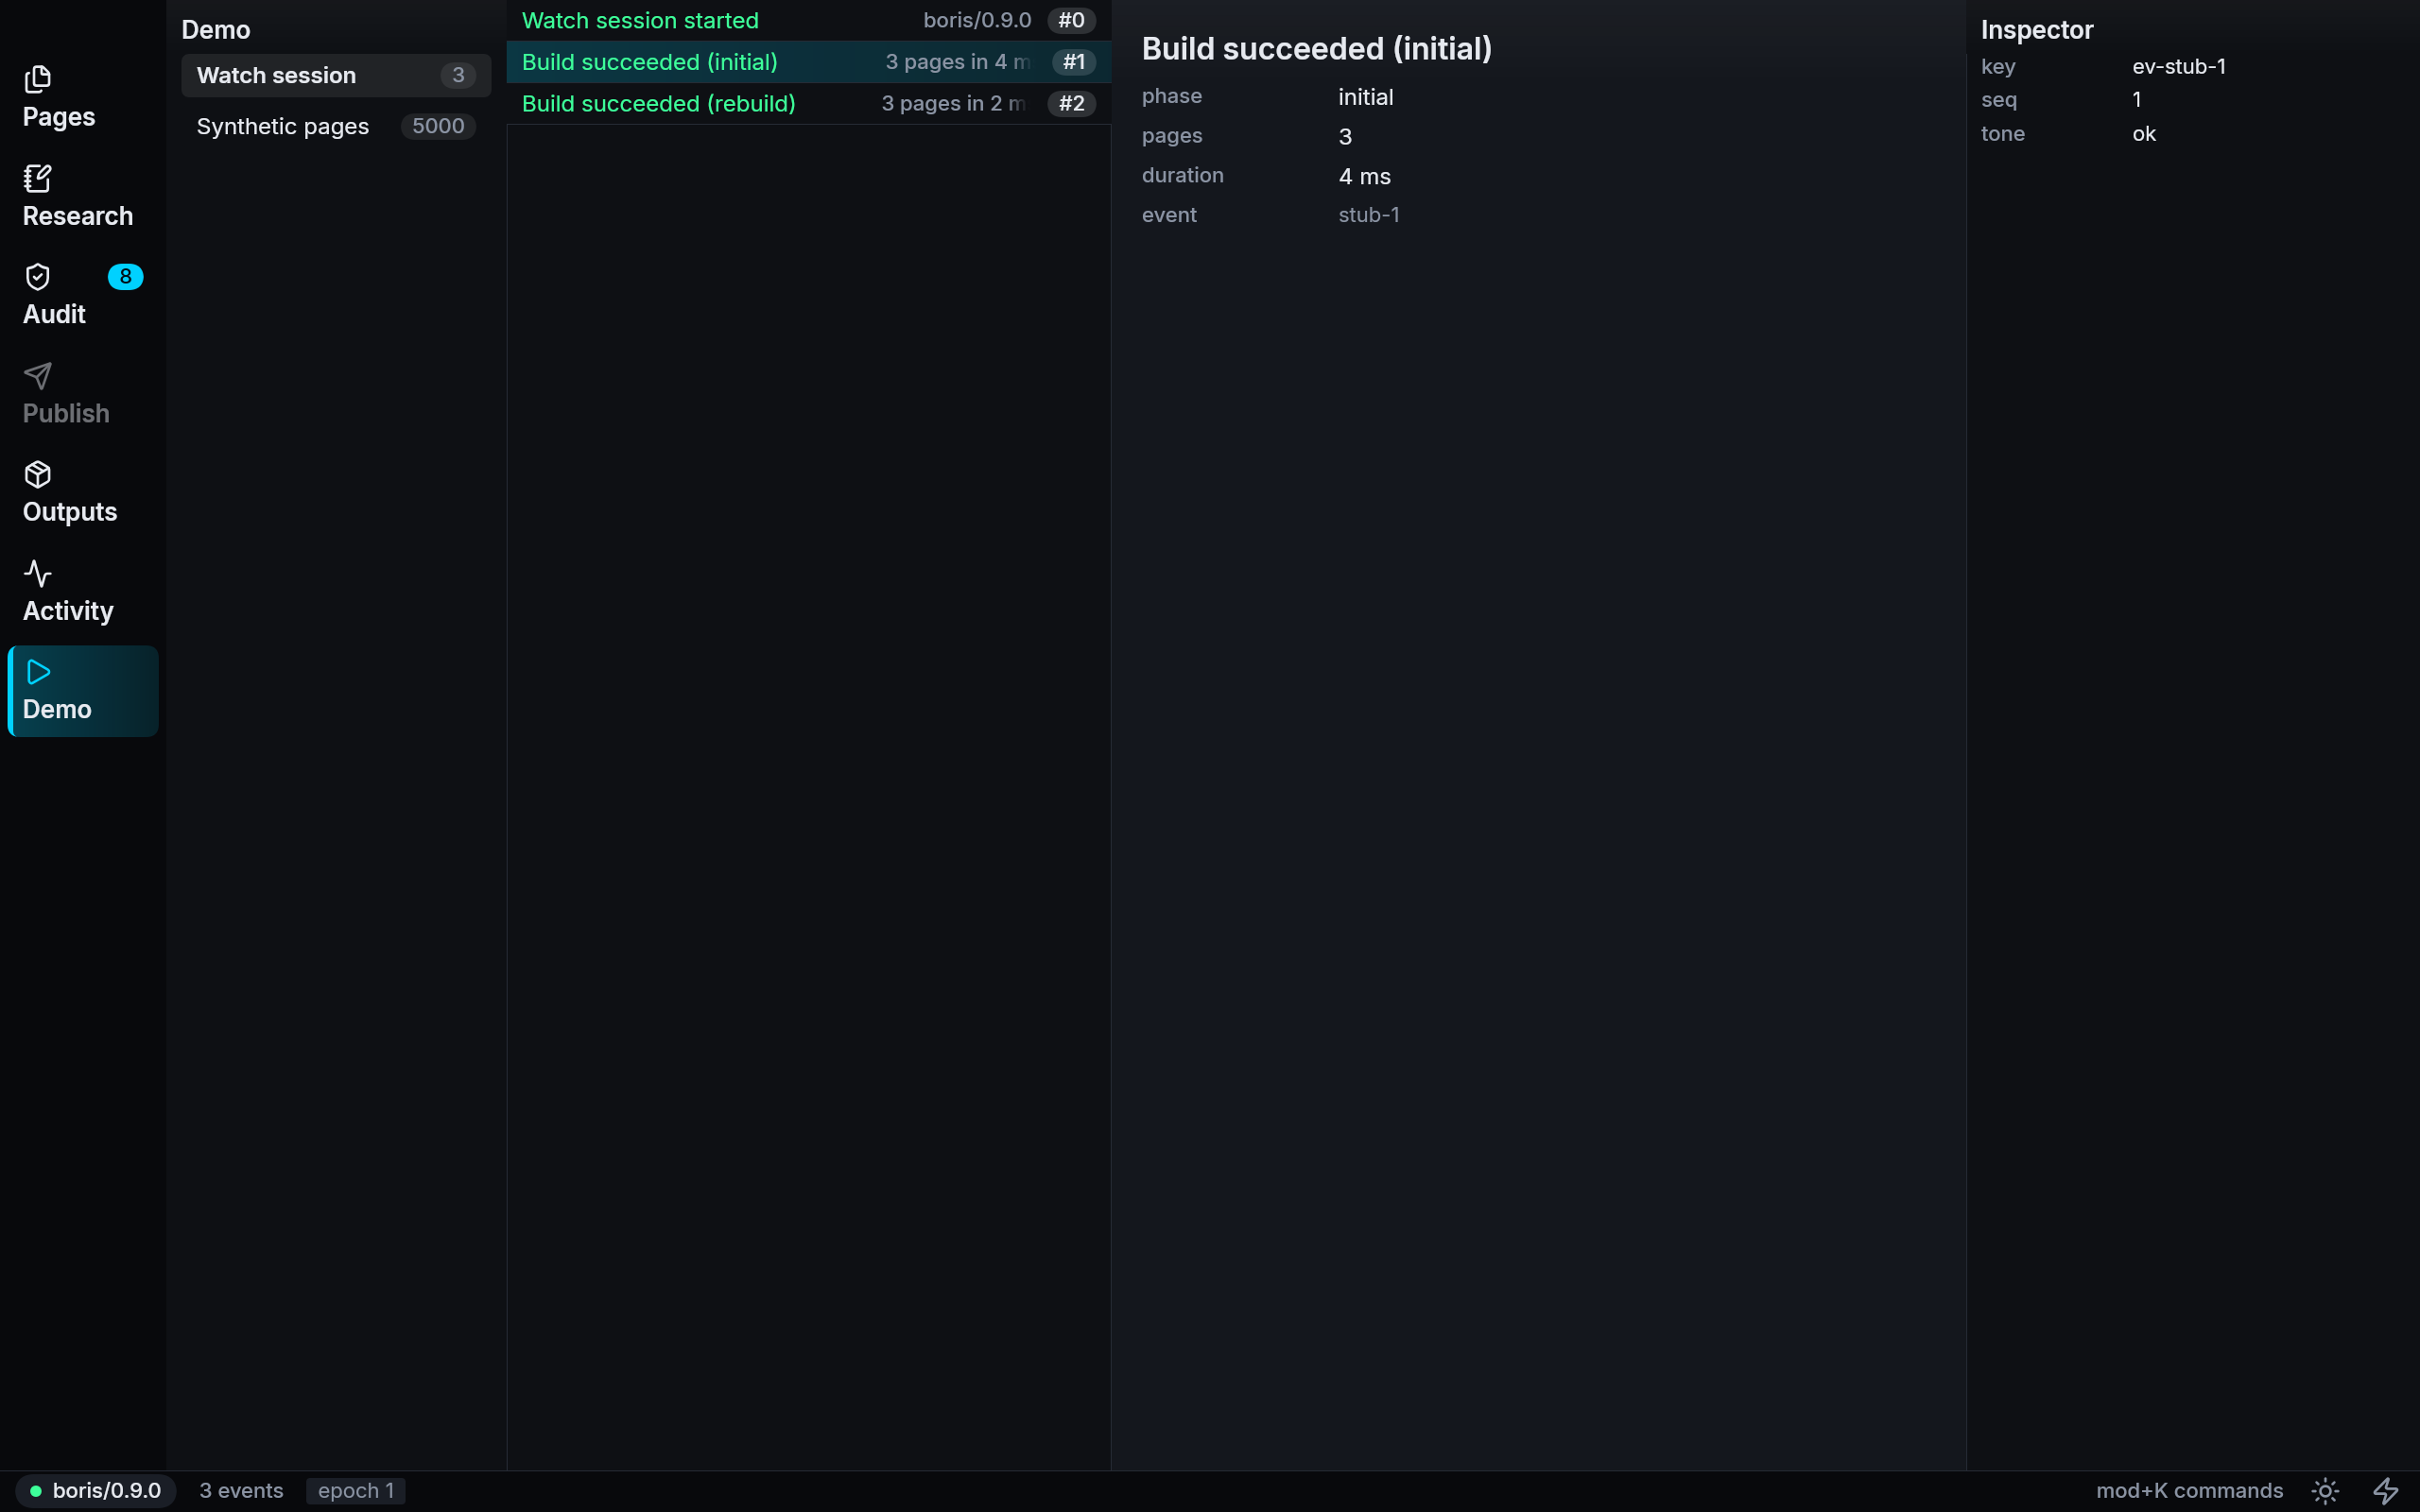 Pages
Research
8
Audit
Publish
Outputs
Activity
Demo
Demo
Watch session 3
Synthetic pages 5000
Watch session started boris/0.9.0 #0
Build succeeded (initial) 3 pages in 4 m #1
Build succeeded (rebuild) 3 pages in 2 m #2
Build succeeded (initial)
phase initial
pages 3
duration 4 ms
event stub-1
Inspector
key ev-stub-1
seq 1
tone ok
boris/0.9.0 3 events epoch 1 mod+K commands